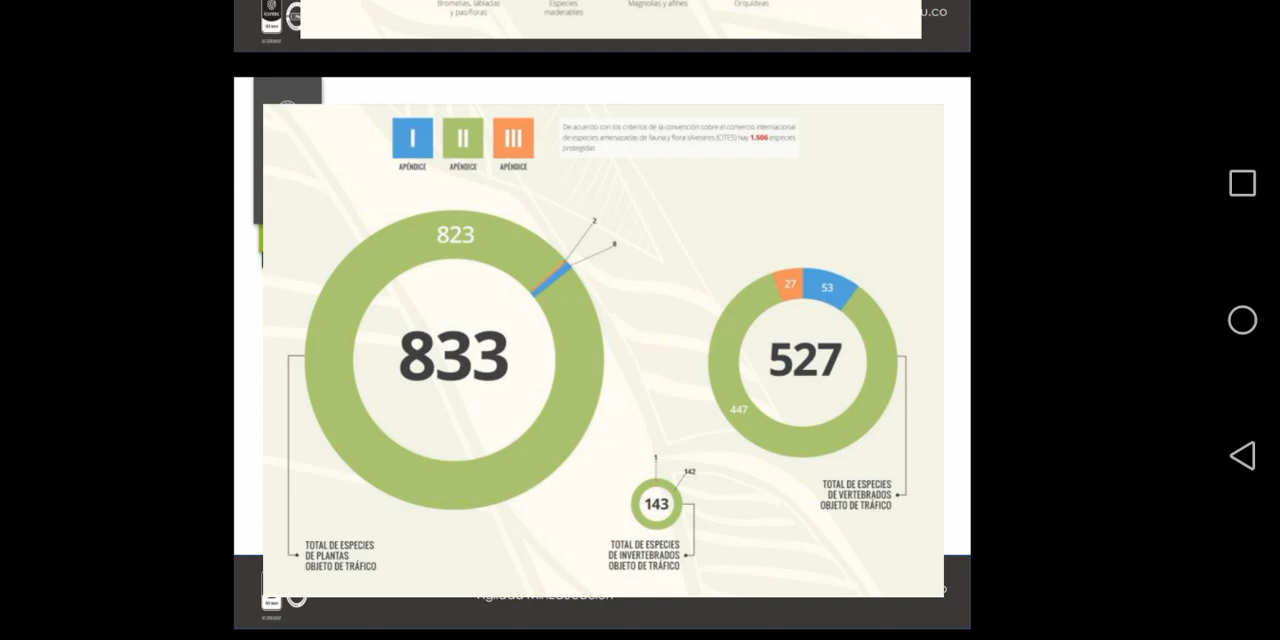 Bromelias, labiadas
y pasifloras
Especies
maderables
Magnolias y afines
Orquídeas
U.CO
I
II
III
APÉNDICE
APÉNDICE
APÉNDICE
De acuerdo con los criterios de la convención sobre el comercio internacional
de especies amenazadas de fauna y flora silvestres (CITES) hay 1.506 especies
protegidas
823
2
8
833
27
53
527
447
TOTAL DE ESPECIES
DE VERTEBRADOS
OBJETO DE TRÁFICO
1
142
143
TOTAL DE ESPECIES
DE INVERTEBRADOS
OBJETO DE TRÁFICO
TOTAL DE ESPECIES
DE PLANTAS
OBJETO DE TRÁFICO